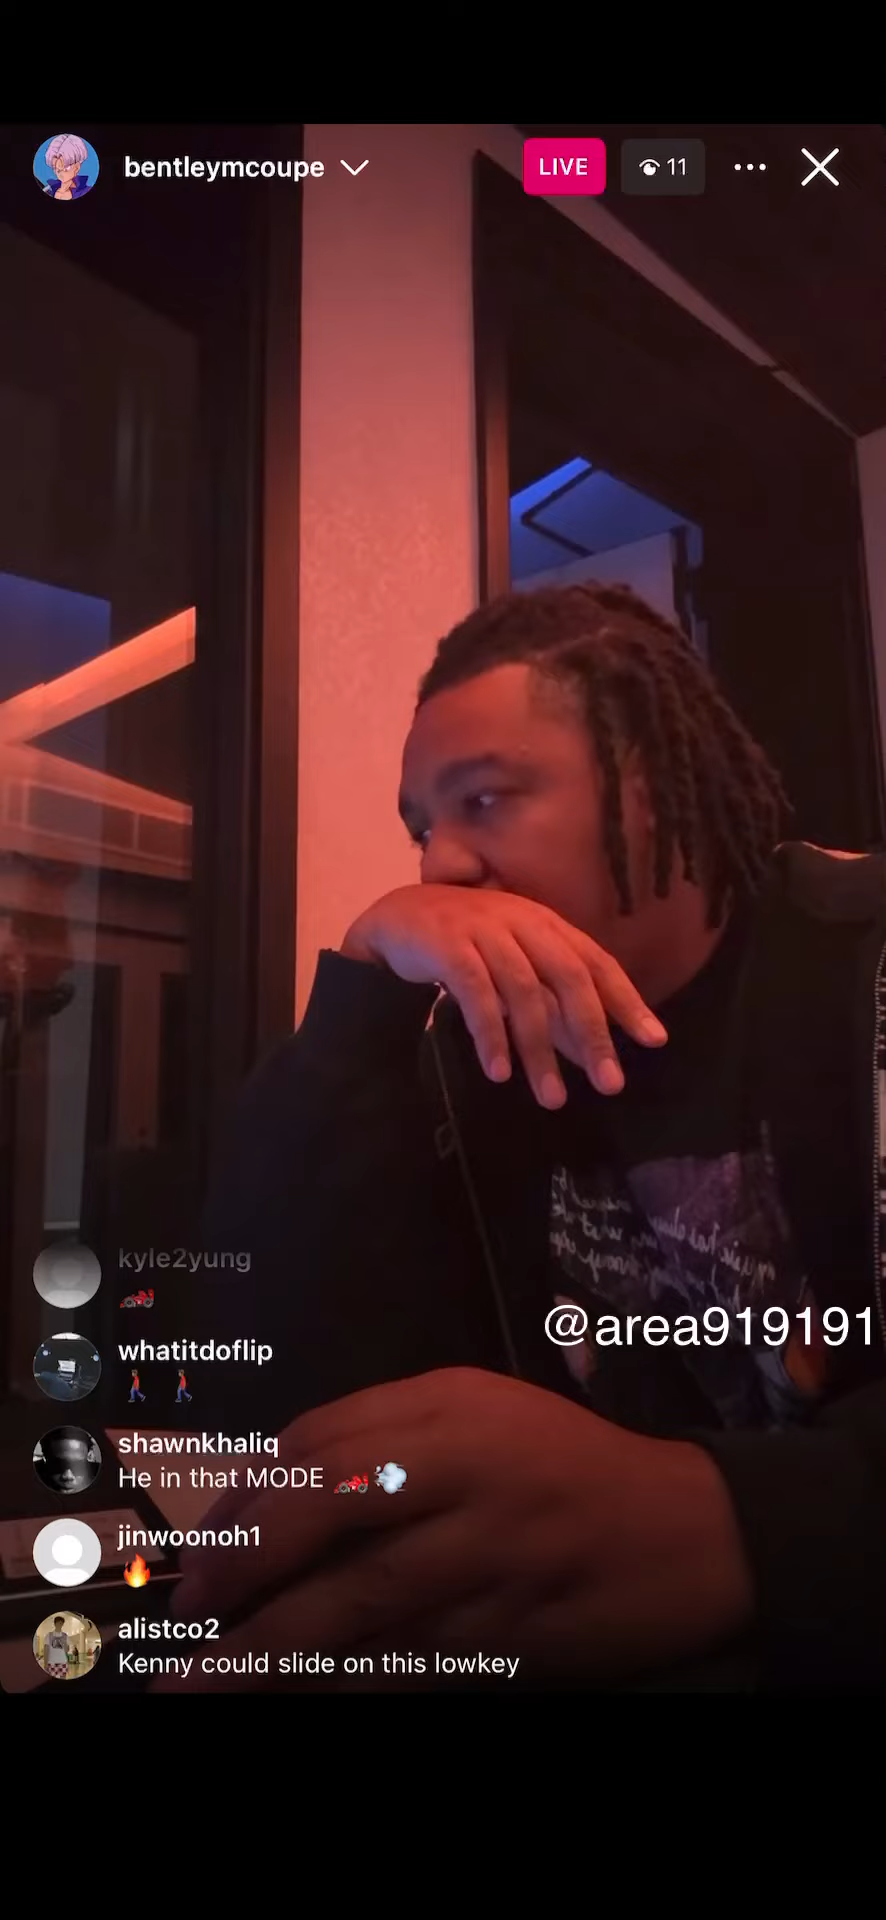 bentleymcoupe
LIVE
11
kyle2yung
🏎️
whatitdoflip
🚶🏾‍♂️ 🚶🏾‍♂️
@area919191
shawnkhaliq
He in that MODE 🏎️💨
jinwoonoh1
🔥
alistco2
Kenny could slide on this lowkey